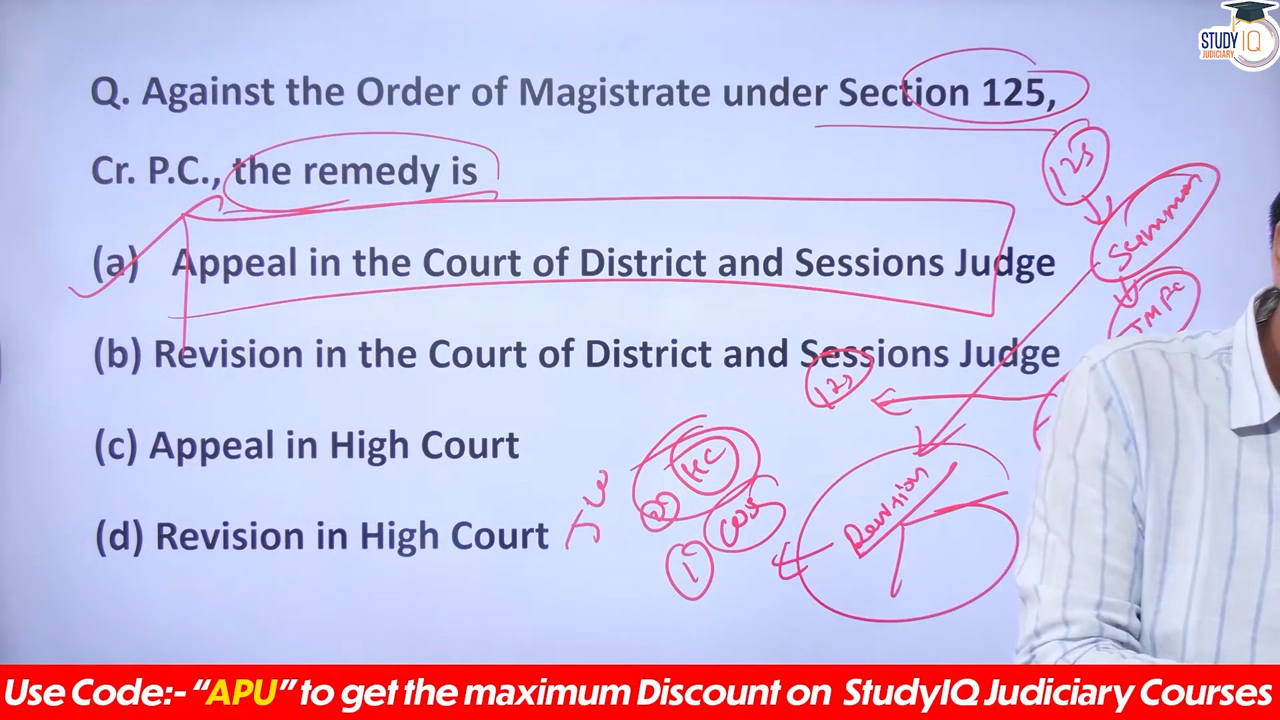 STUDY IQ
JUDICIARY
Q. Against the Order of Magistrate under Section 125,
Cr. P.C., the remedy is
(a) Appeal in the Court of District and Sessions Judge
(b) Revision in the Court of District and Sessions Judge
(c) Appeal in High Court
(d) Revision in High Court
125
Summon
JMFC
125
HC
COS
Revision
1
Use Code:- “APU” to get the maximum Discount on StudyIQ Judiciary Courses